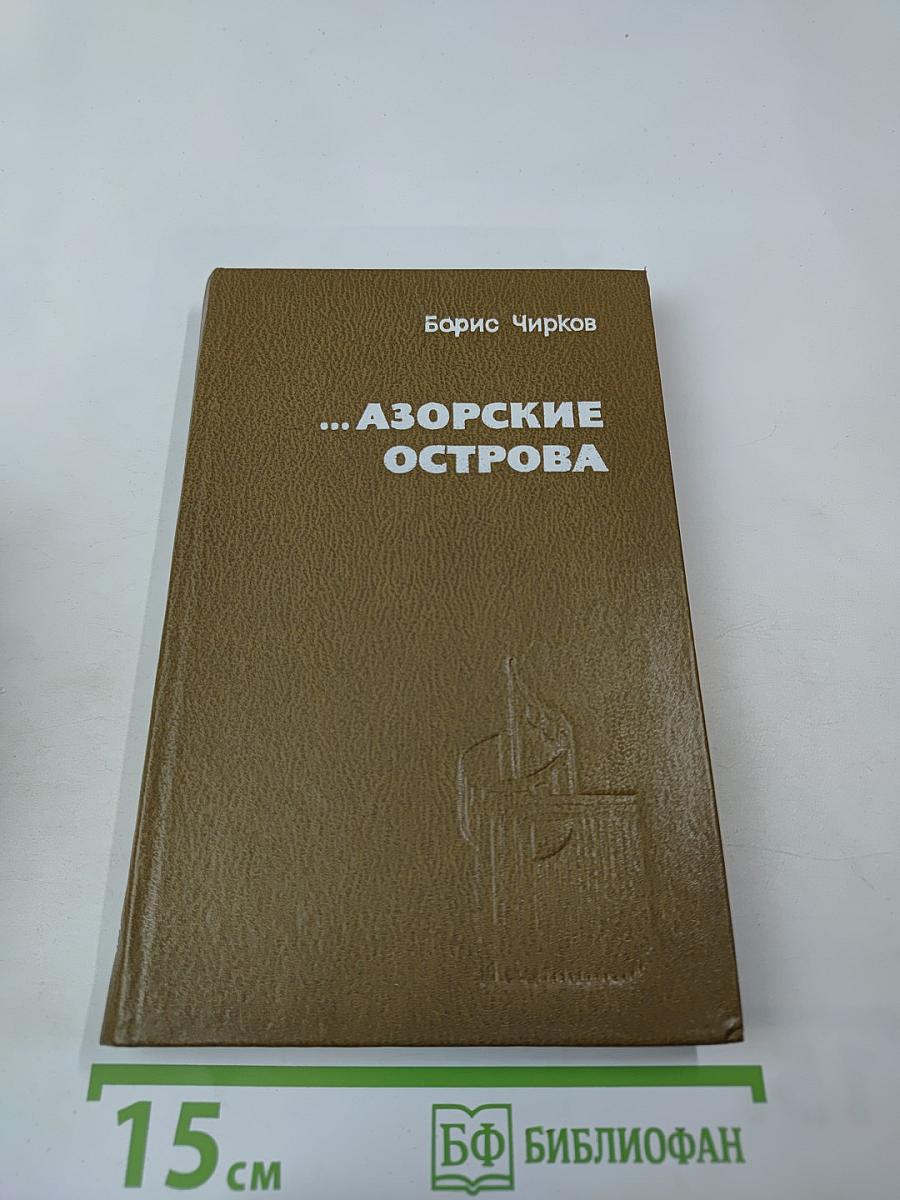 Борис Чирков
...АЗОРСКИЕ
ОСТРОВА
15 см
БФ БИБЛИОФАН